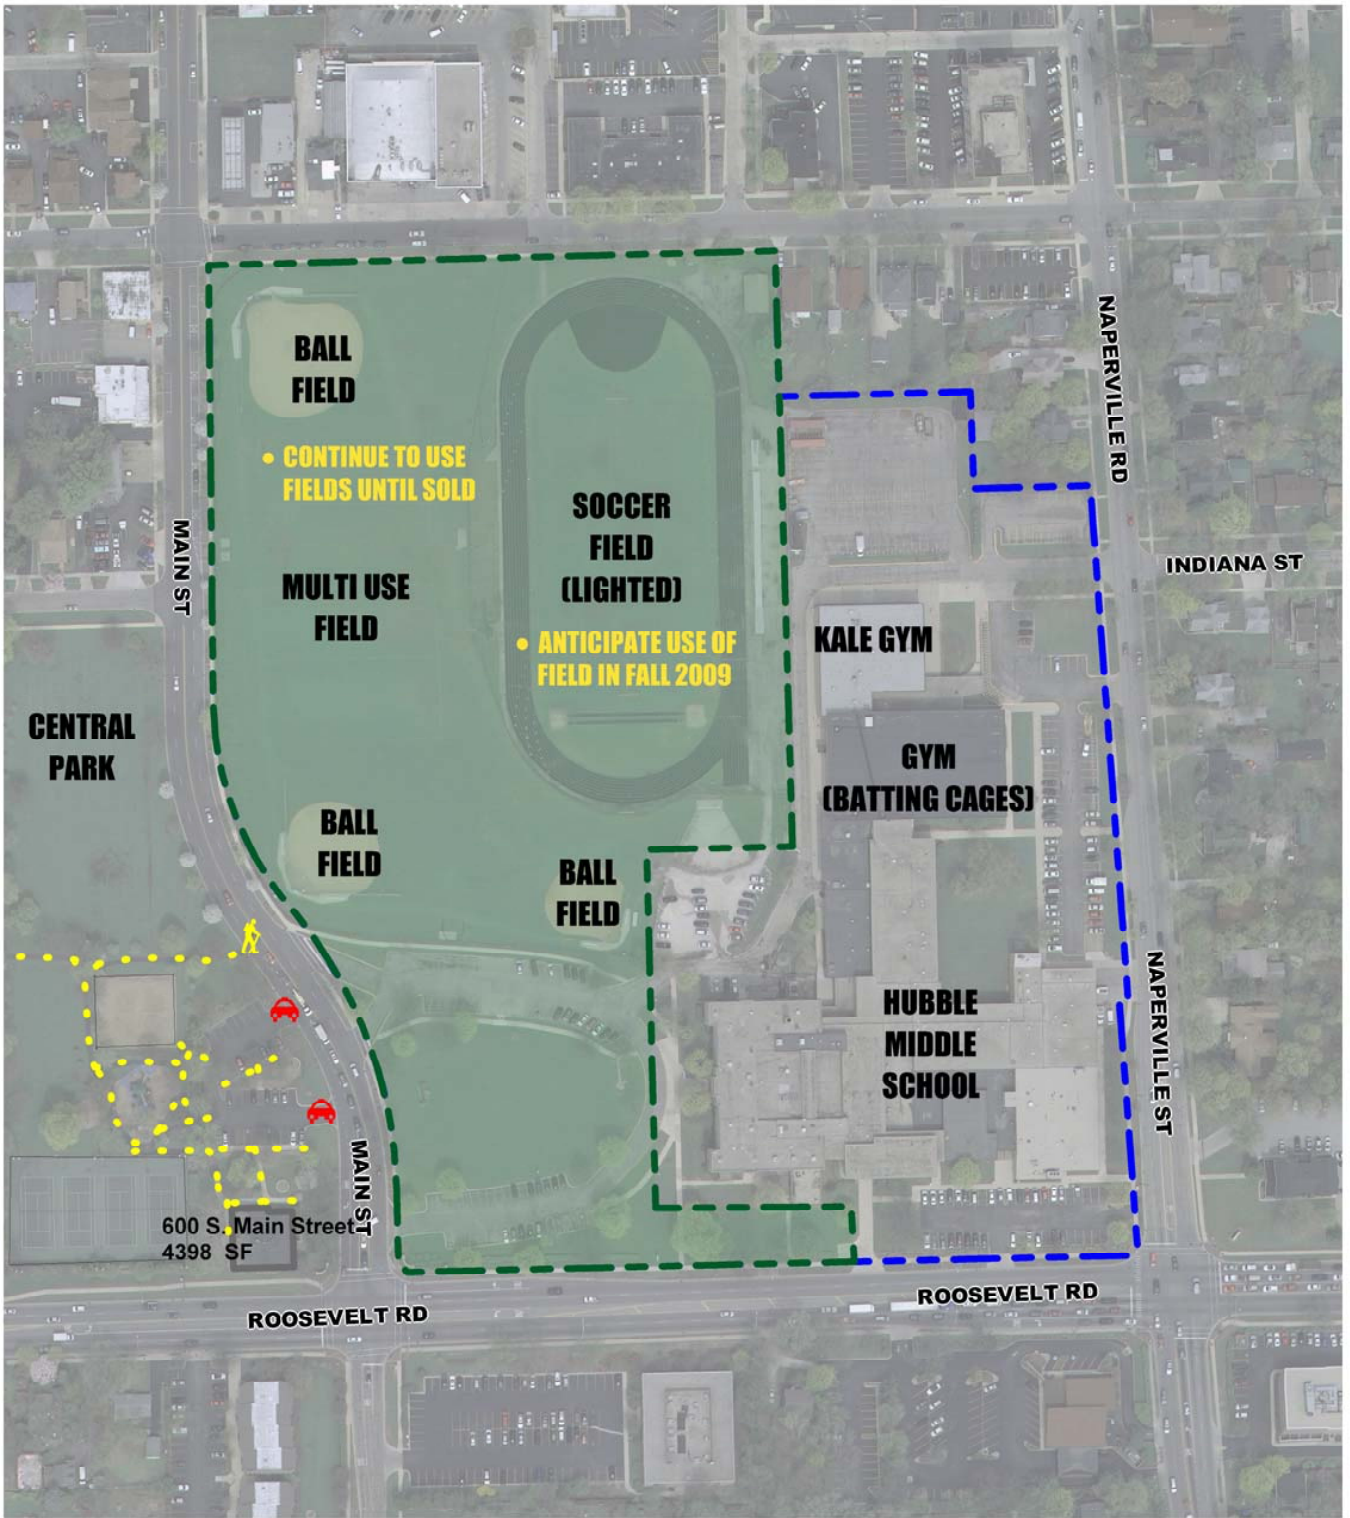 BALL
FIELD
• CONTINUE TO USE
FIELDS UNTIL SOLD
NAPERVILLE RD
SOCCER
FIELD
(LIGHTED)
MAIN ST
INDIANA ST
MULTI USE
FIELD
• ANTICIPATE USE OF
FIELD IN FALL 2009
KALE GYM
CENTRAL
PARK
GYM
(BATTING CAGES)
BALL
FIELD
BALL
FIELD
HUBBLE
MIDDLE
SCHOOL
NAPERVILLE ST
MAIN ST
600 S. Main Street
4398 SF
ROOSEVELT RD
ROOSEVELT RD